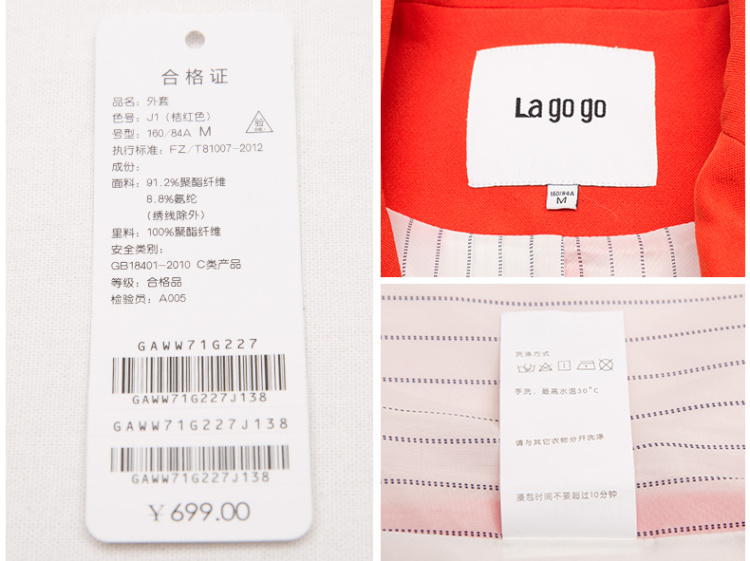 合格证
品名: 外套
色号: J1 (桔红色)
号型: 160/84A M
验
执行标准: FZ/T81007-2012
成份:
面料: 91.2%聚酯纤维
8.8%氨纶
(绣线除外)
里料: 100%聚酯纤维
安全类别:
GB18401-2010 C类产品
等级: 合格品
检验员: A005
GAWW71G227
GAWW71G227J138
GAWW71G227J138
GAWW71G227J138
¥699.00
La go go
160/84A
M
洗涤方式
手洗，最高水温30°C
请与其它衣物分开洗涤
浸泡时间不要超过10分钟